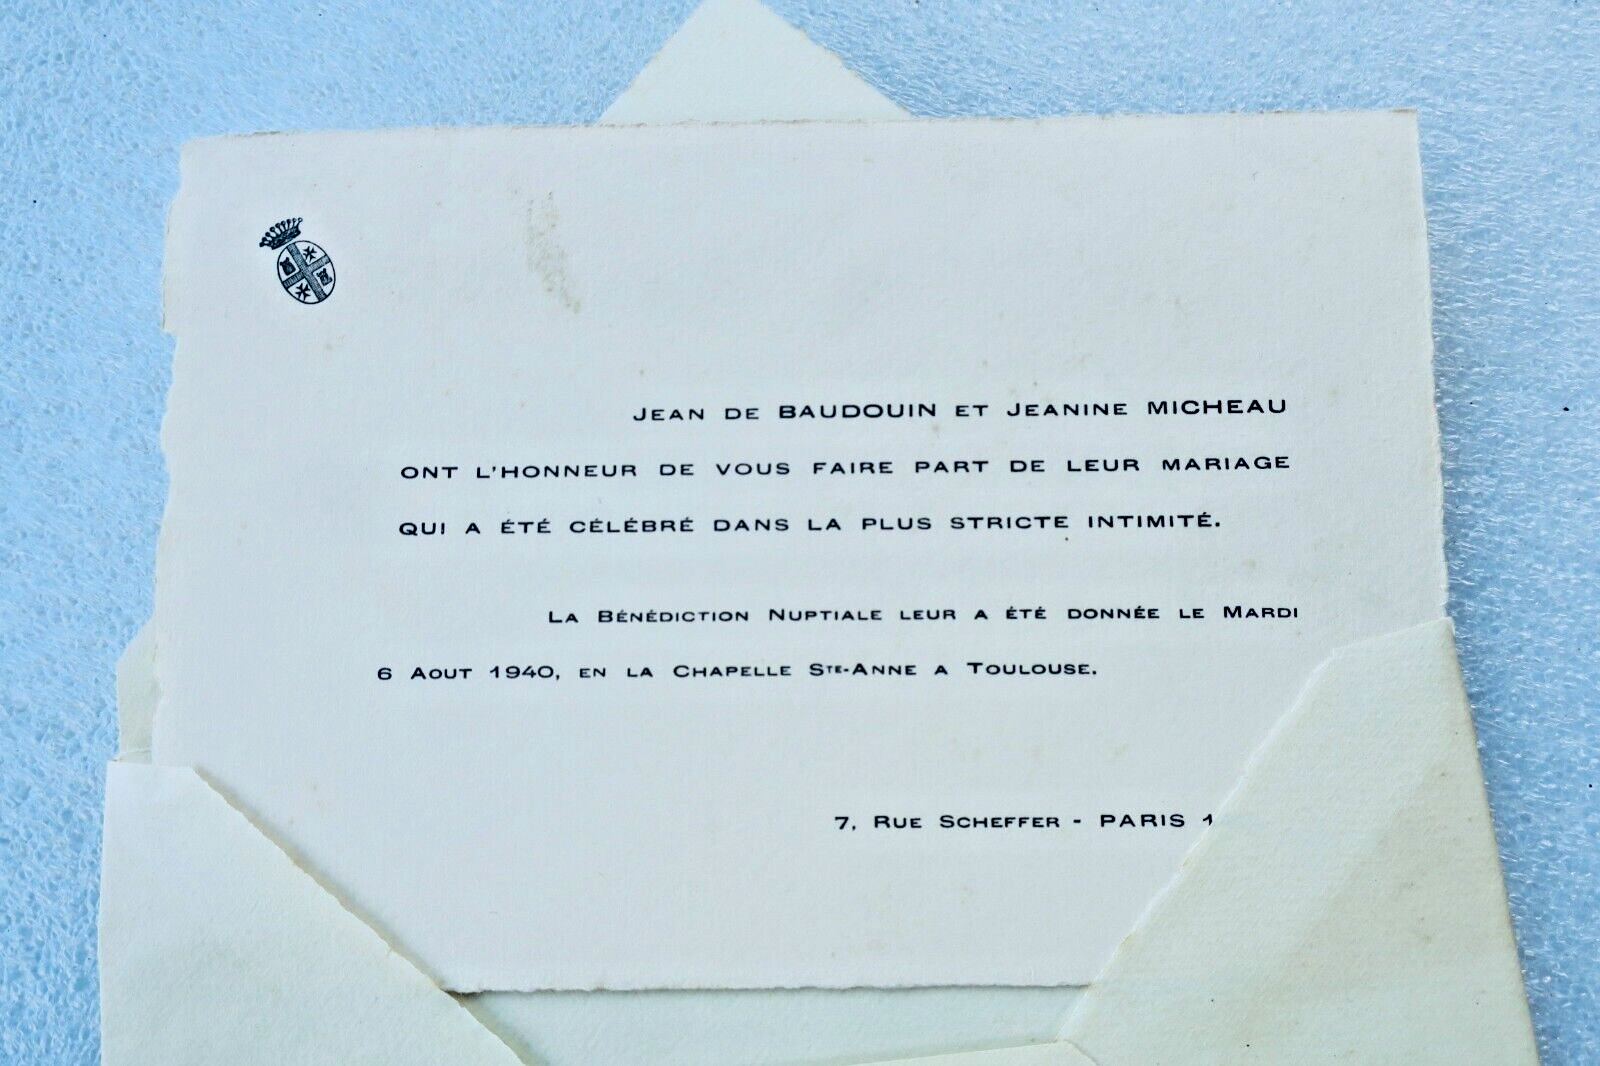 Jean de BAUDOUIN et Jeanine MICHEAU
ont l'honneur de vous faire part de leur mariage
qui a été célébré dans la plus stricte intimité.
La Bénédiction Nuptiale leur a été donnée le Mardi
6 Aout 1940, en la Chapelle Ste-Anne a Toulouse.
7, Rue Scheffer - PARIS 1